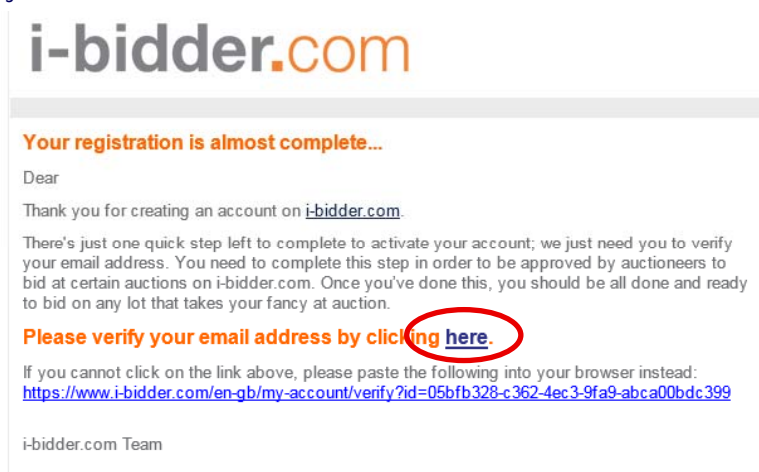 i-bidder.com
Your registration is almost complete...
Dear
Thank you for creating an account on i-bidder.com.
There's just one quick step left to complete to activate your account; we just need you to verify
your email address. You need to complete this step in order to be approved by auctioneers to
bid at certain auctions on i-bidder.com. Once you've done this, you should be all done and ready
to bid on any lot that takes your fancy at auction.
Please verify your email address by clicking here.
If you cannot click on the link above, please paste the following into your browser instead:
https://www.i-bidder.com/en-gb/my-account/verify?id=05bfb328-c362-4ec3-9fa9-abca00bdc399
i-bidder.com Team